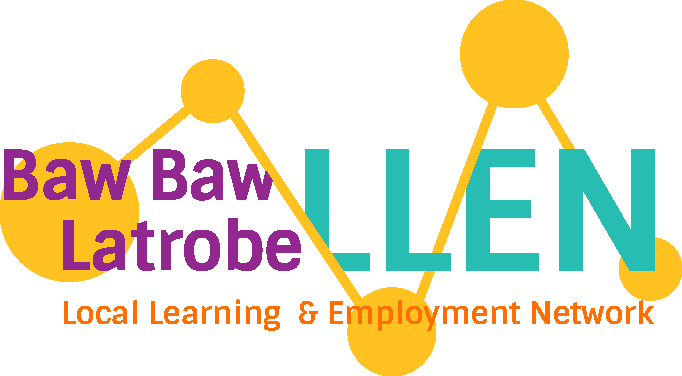 Baw Baw
Latrobe
LLEN
Local Learning & Employment Network